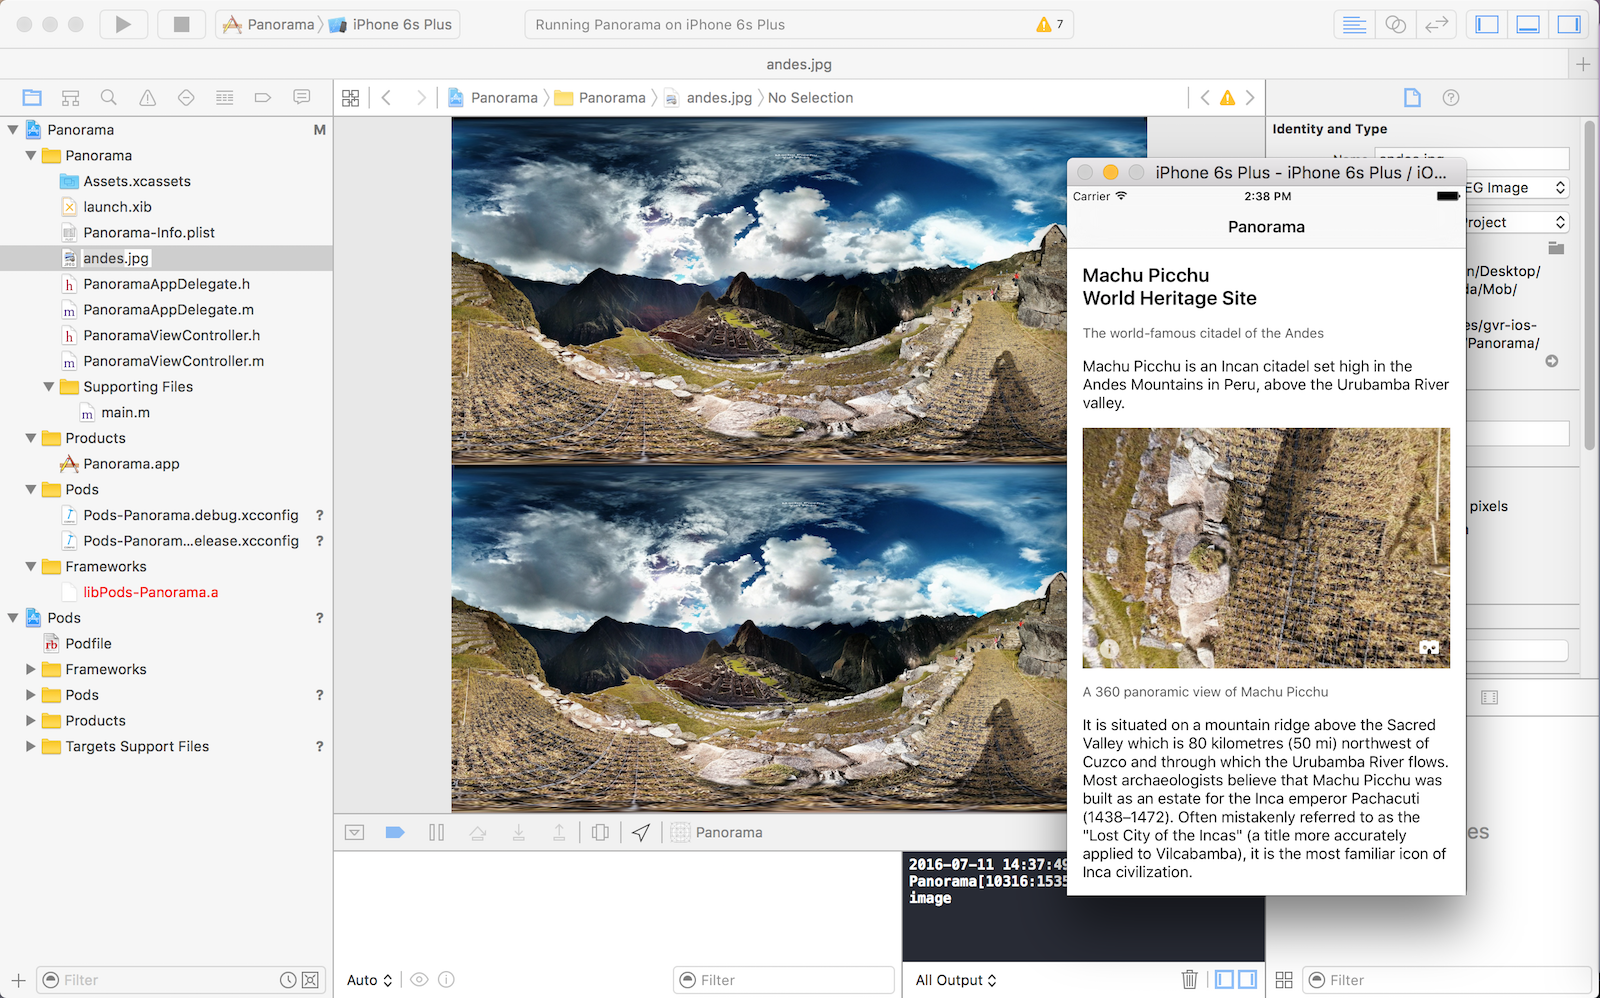 Panorama
iPhone 6s Plus
Running Panorama on iPhone 6s Plus
7
andes.jpg
Panorama
Panorama
andes.jpg
No Selection
Panorama
M
Panorama
Assets.xcassets
launch.xib
Panorama-Info.plist
andes.jpg
PanoramaAppDelegate.h
PanoramaAppDelegate.m
PanoramaViewController.h
PanoramaViewController.m
Supporting Files
main.m
Products
Panorama.app
Pods
Pods-Panorama.debug.xcconfig
?
Pods-Panoram...elease.xcconfig
?
Frameworks
libPods-Panorama.a
Pods
?
Podfile
Frameworks
Pods
?
Products
Targets Support Files
?
Filter
Panorama
Auto
Filter
2016-07-11 14:37:49
Panorama[10316:1535
image
All Output
Identity and Type
EG Image
roject
n/Desktop/
da/Mob/
es/gvr-ios-
/Panorama/
pixels
es
Filter
iPhone 6s Plus - iPhone 6s Plus / iO...
Carrier
2:38 PM
Panorama
Machu Picchu
World Heritage Site
The world-famous citadel of the Andes
Machu Picchu is an Incan citadel set high in the
Andes Mountains in Peru, above the Urubamba River
valley.
A 360 panoramic view of Machu Picchu
It is situated on a mountain ridge above the Sacred
Valley which is 80 kilometres (50 mi) northwest of
Cuzco and through which the Urubamba River flows.
Most archaeologists believe that Machu Picchu was
built as an estate for the Inca emperor Pachacuti
(1438–1472). Often mistakenly referred to as the
"Lost City of the Incas" (a title more accurately
applied to Vilcabamba), it is the most familiar icon of
Inca civilization.